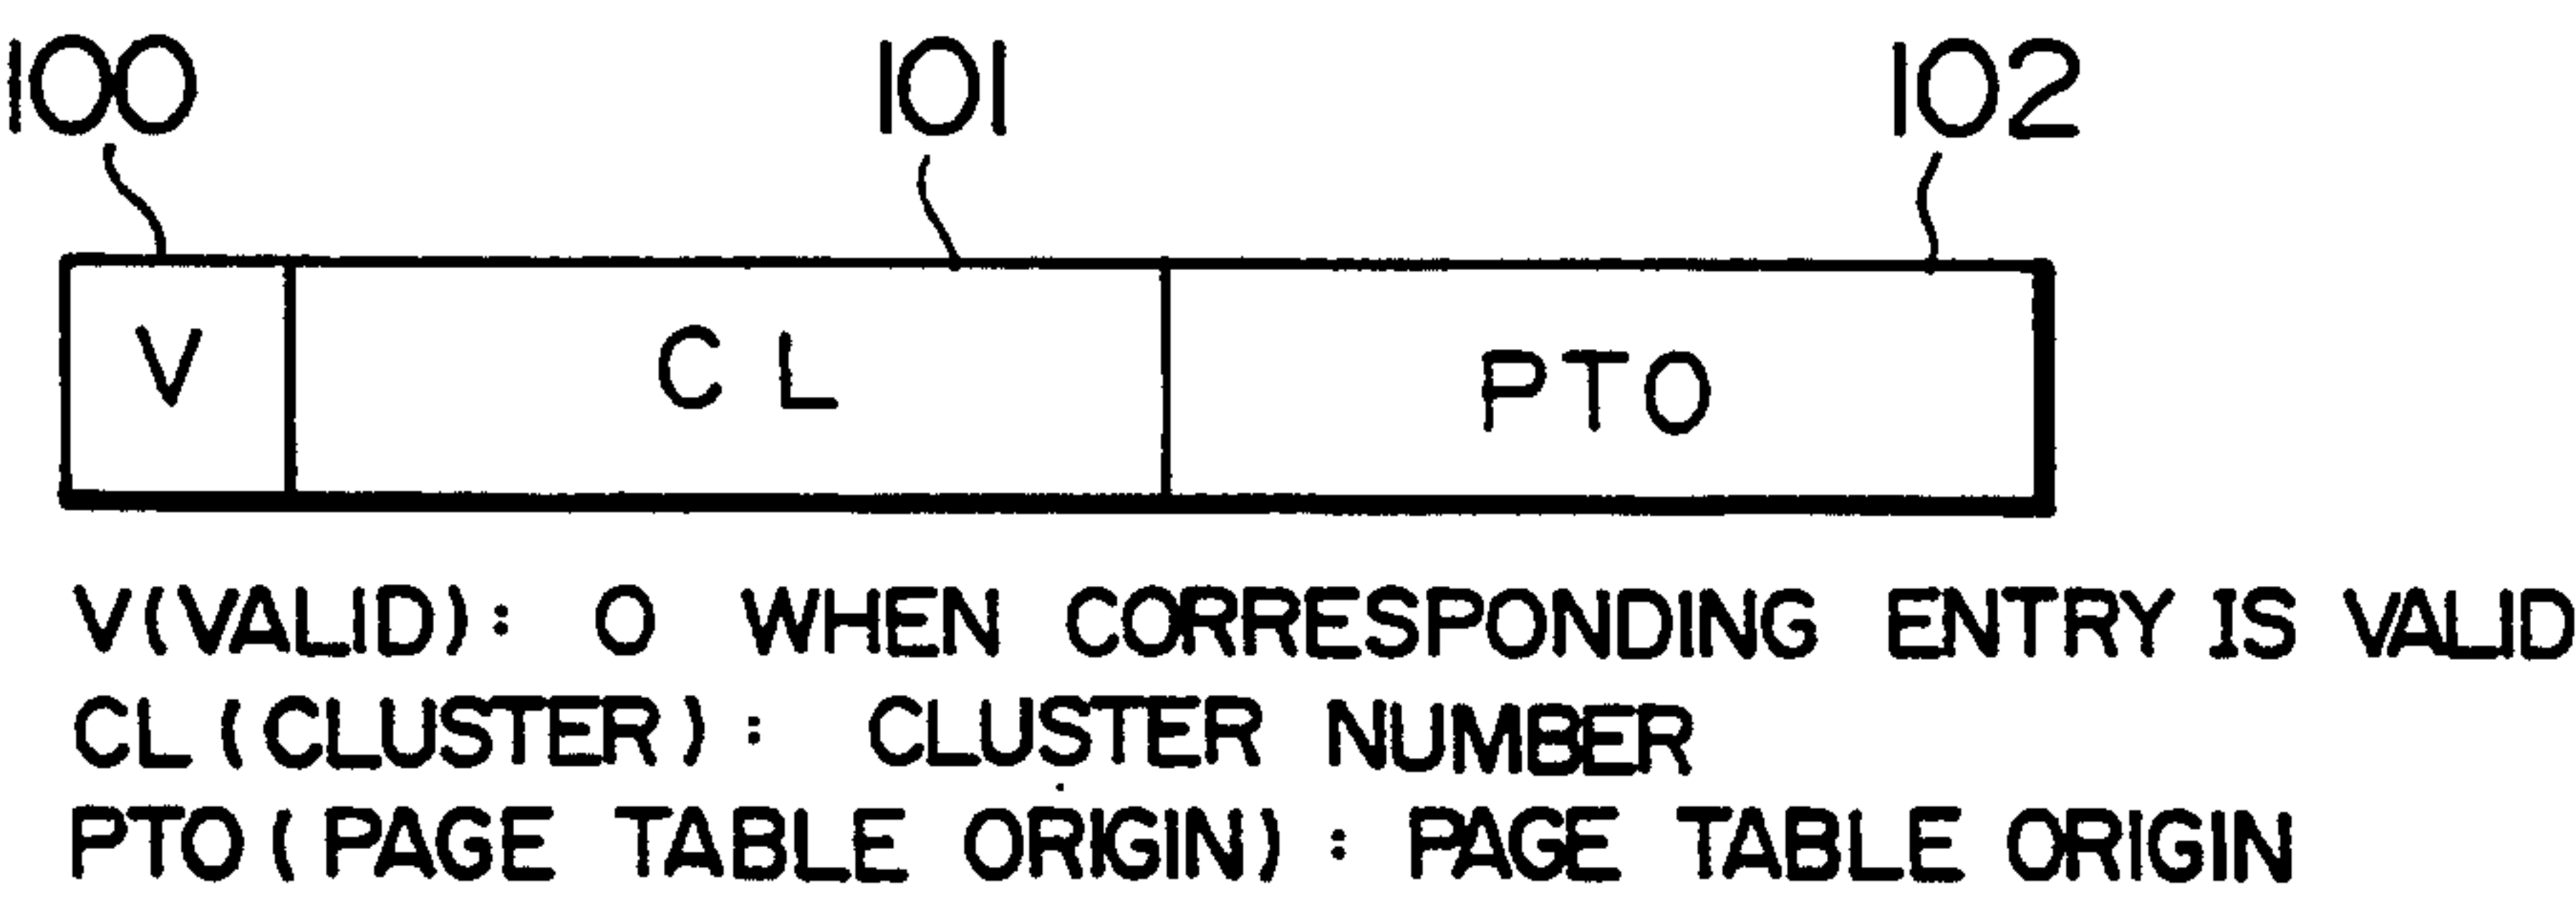 100 101 102
V CL PTO
V(VALID): 0 WHEN CORRESPONDING ENTRY IS VALID
CL (CLUSTER): CLUSTER NUMBER
PTO (PAGE TABLE ORIGIN): PAGE TABLE ORIGIN